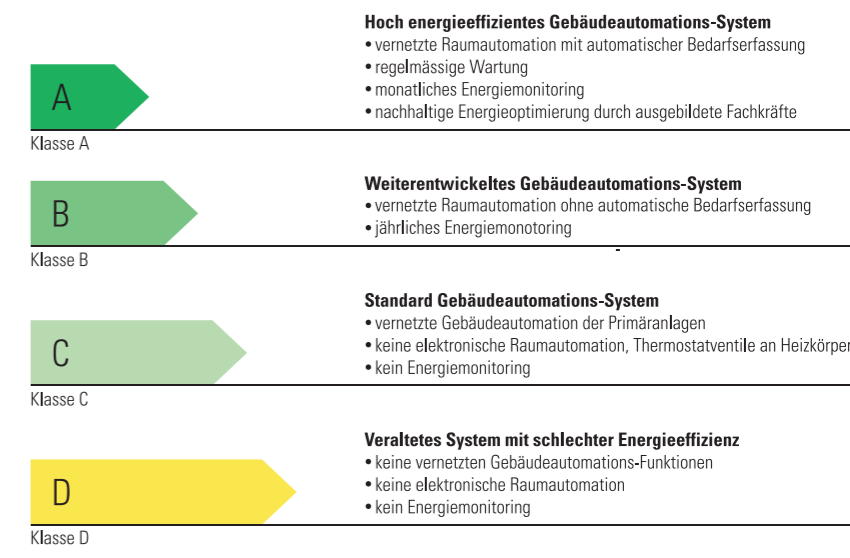 Hoch energieeffizientes Gebäudeautomations-System
• vernetzte Raumautomation mit automatischer Bedarfserfassung
• regelmässige Wartung
• monatliches Energiemonitoring
• nachhaltige Energieoptimierung durch ausgebildete Fachkräfte
A
Klasse A
Weiterentwickeltes Gebäudeautomations-System
• vernetzte Raumautomation ohne automatische Bedarfserfassung
• jährliches Energiemonotoring
B
Klasse B
Standard Gebäudeautomations-System
• vernetzte Gebäudeautomation der Primäranlagen
• keine elektronische Raumautomation, Thermostatventile an Heizkörper
• kein Energiemonitoring
C
Klasse C
Veraltetes System mit schlechter Energieeffizienz
• keine vernetzten Gebäudeautomations-Funktionen
• keine elektronische Raumautomation
• kein Energiemonitoring
D
Klasse D